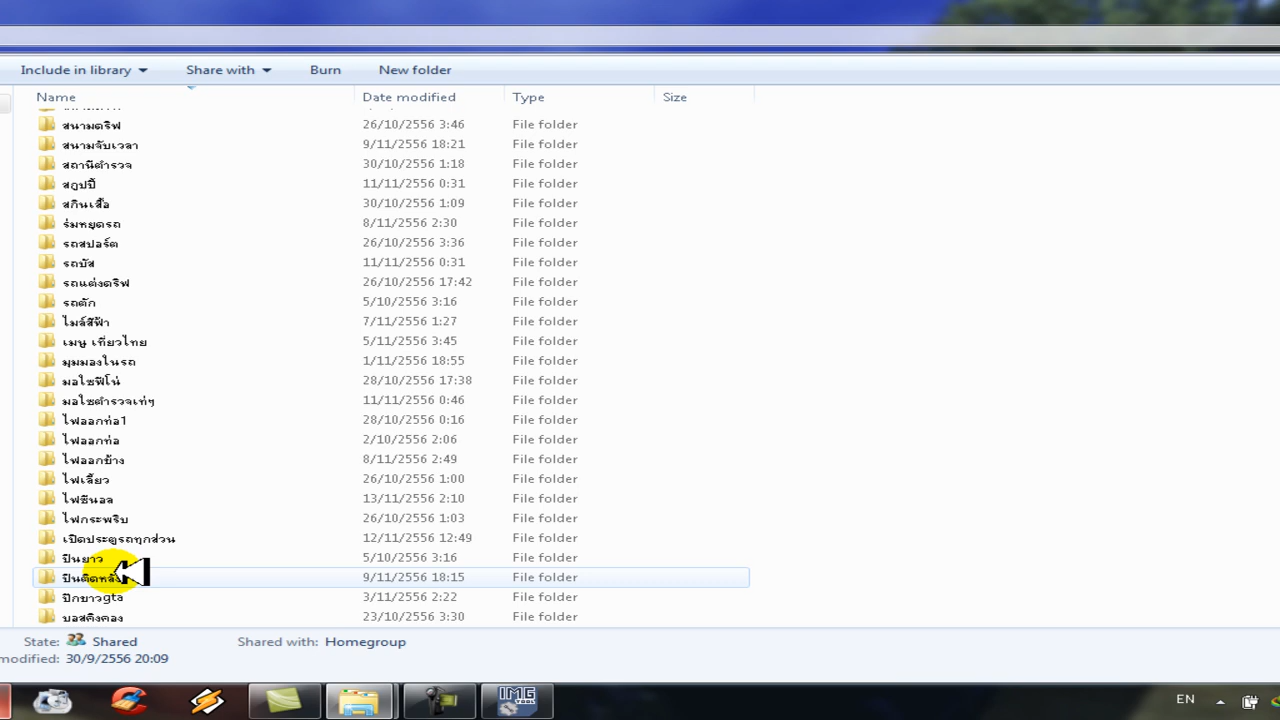 Include in library Share with Burn New folder
Name Date modified Type Size
สนามดริฟ 26/10/2556 3:46 File folder
สนามจับเวลา 9/11/2556 18:21 File folder
สถานีตำรวจ 30/10/2556 1:18 File folder
สกูปปี้ 11/11/2556 0:31 File folder
สกินเสื้อ 30/10/2556 1:09 File folder
ร่มหยุดรถ 8/11/2556 2:30 File folder
รถสปอร์ต 26/10/2556 3:36 File folder
รถบัส 11/11/2556 0:31 File folder
รถแต่งดริฟ 26/10/2556 17:42 File folder
รถตัก 5/10/2556 3:16 File folder
ไมล์สีฟ้า 7/11/2556 1:27 File folder
เมนู เที่ยวไทย 5/11/2556 3:45 File folder
มุมมองในรถ 1/11/2556 18:55 File folder
มอไซฟีโน่ 28/10/2556 17:38 File folder
มอไซตำรวจเท่ๆ 11/11/2556 0:46 File folder
ไฟออกท่อ1 28/10/2556 0:16 File folder
ไฟออกท่อ 2/10/2556 2:06 File folder
ไฟออกข้าง 8/11/2556 2:49 File folder
ไฟเลี้ยว 26/10/2556 1:00 File folder
ไฟซีนอล 13/11/2556 2:10 File folder
ไฟกระพริบ 26/10/2556 1:03 File folder
เปิดประตูรถทุกส่วน 12/11/2556 12:49 File folder
ปืนยาว 5/10/2556 3:16 File folder
ปืนติดหลัง 9/11/2556 18:15 File folder
ปีกขาวgta 3/11/2556 2:22 File folder
บอสคิงคอง 23/10/2556 3:30 File folder
State: Shared Shared with: Homegroup
modified: 30/9/2556 20:09
IMG TOOL EN